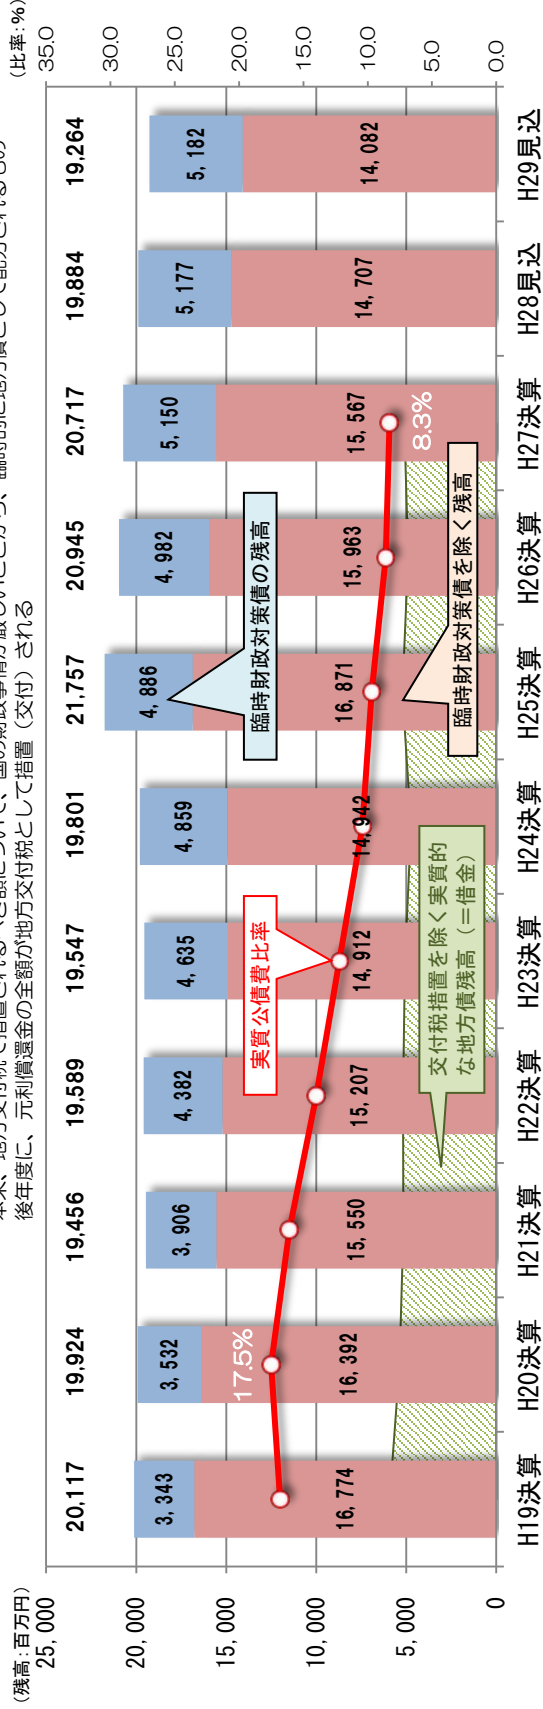 後年度に、元利償還金の全額が地方交付税として措置（交付）される
（残高：百万円）
（比率：％）
25,000
20,000
15,000
10,000
5,000
0
35.0
30.0
25.0
20.0
15.0
10.0
5.0
0.0
20,117
19,924
19,456
19,589
19,547
19,801
21,757
20,945
20,717
19,884
19,264
3,343
3,532
3,906
4,382
4,635
4,859
4,886
4,982
5,150
5,177
5,182
17.5%
実質公債費比率
臨時財政対策債の残高
16,774
16,392
15,550
15,207
14,912
14,942
16,871
15,963
15,567
14,707
14,082
8.3%
臨時財政対策債を除く残高
交付税措置を除く実質的
な地方債残高（＝借金）
H19決算
H20決算
H21決算
H22決算
H23決算
H24決算
H25決算
H26決算
H27決算
H28見込
H29見込